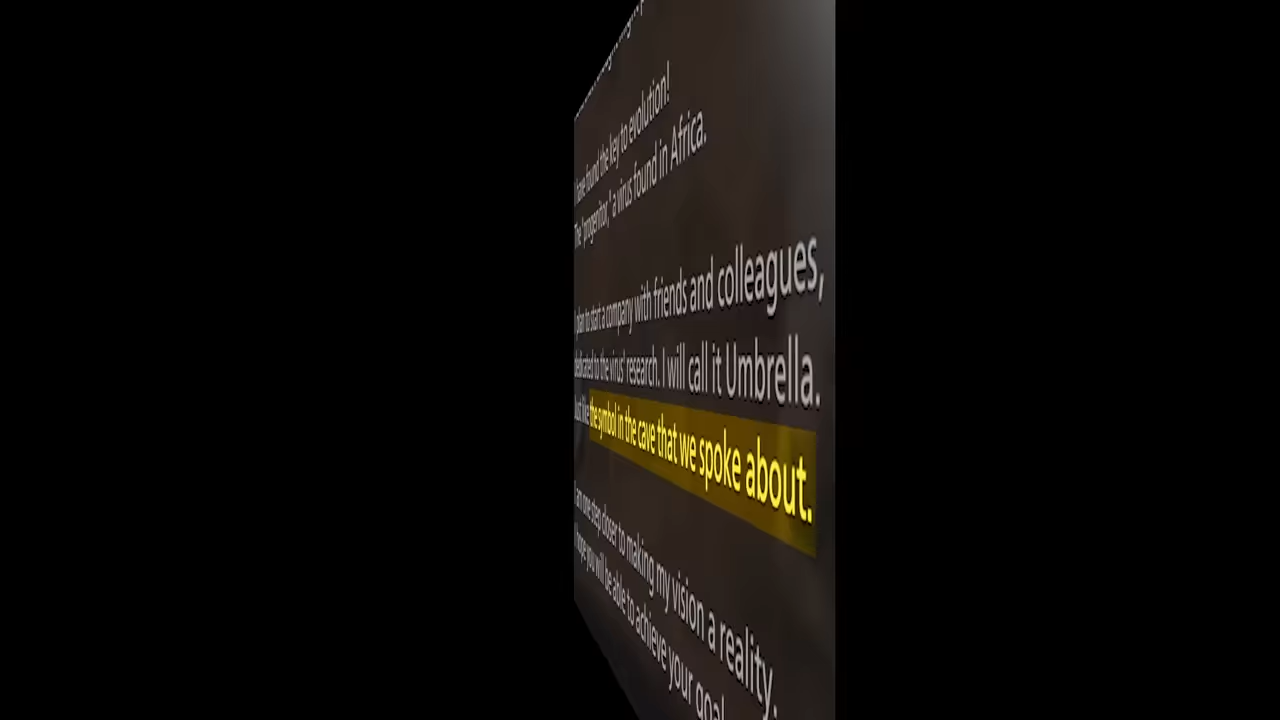 I have found the key to evolution!
The 'progenitor,' a virus found in Africa.
I plan to start a company with friends and colleagues,
dedicated to the virus' research. I will call it Umbrella.
Just like the symbol in the cave that we spoke about.
I am one step closer to making my vision a reality.
I hope you will be able to achieve your goal